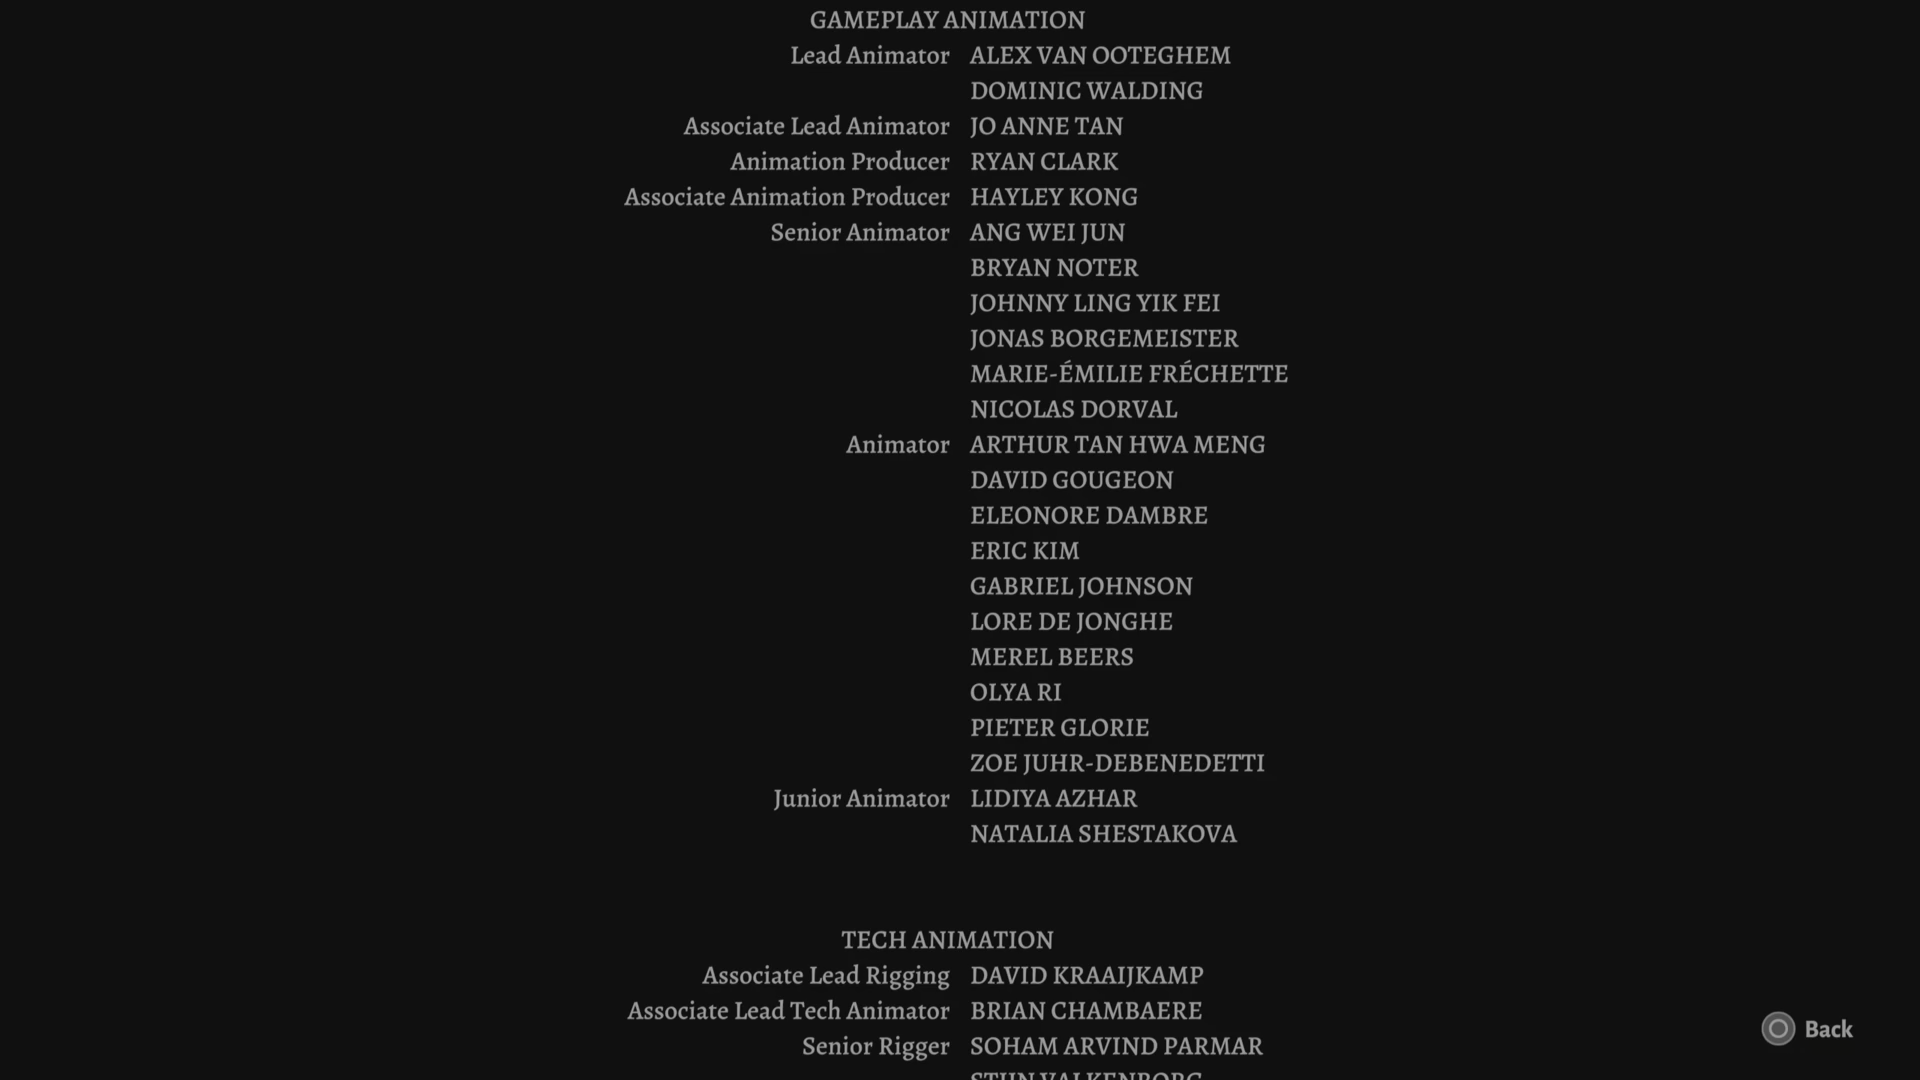 GAMEPLAY ANIMATION
Lead Animator ALEX VAN OOTEGHEM
DOMINIC WALDING
Associate Lead Animator JO ANNE TAN
Animation Producer RYAN CLARK
Associate Animation Producer HAYLEY KONG
Senior Animator ANG WEI JUN
BRYAN NOTER
JOHNNY LING YIK FEI
JONAS BORGEMEISTER
MARIE-ÉMILIE FRÉCHETTE
NICOLAS DORVAL
Animator ARTHUR TAN HWA MENG
DAVID GOUGEON
ELEONORE DAMBRE
ERIC KIM
GABRIEL JOHNSON
LORE DE JONGHE
MEREL BEERS
OLYA RI
PIETER GLORIE
ZOE JUHR-DEBENEDETTI
Junior Animator LIDIYA AZHAR
NATALIA SHESTAKOVA
TECH ANIMATION
Associate Lead Rigging DAVID KRAAIJKAMP
Associate Lead Tech Animator BRIAN CHAMBAERE
Senior Rigger SOHAM ARVIND PARMAR
Back